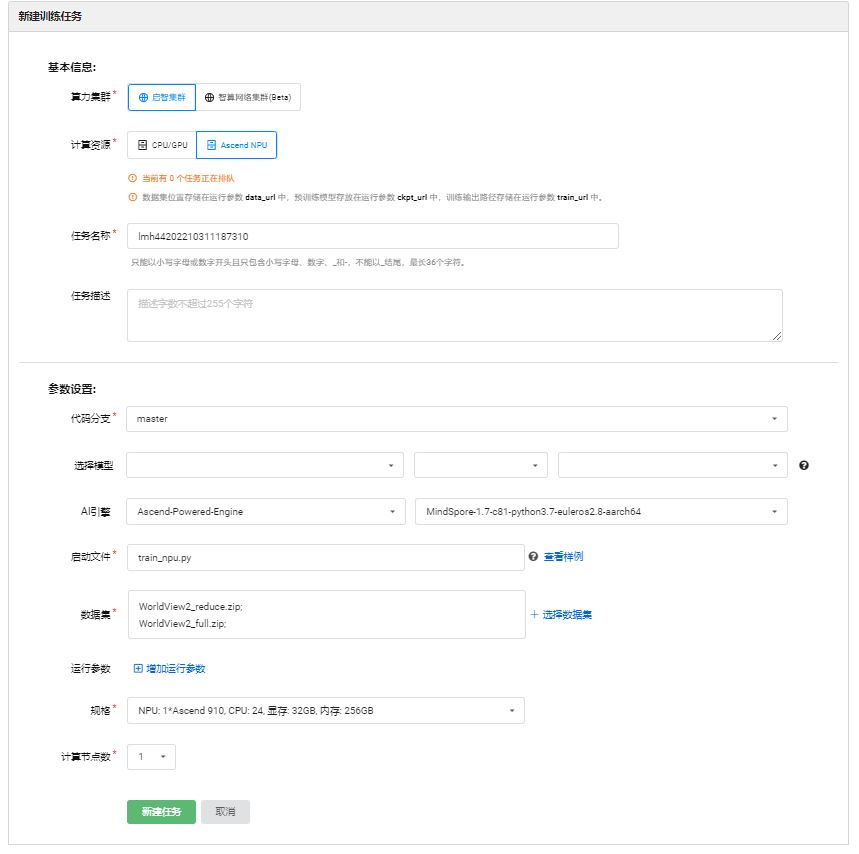 新建训练任务
基本信息:
算力集群* 启智集群 智算网络集群(Beta)
计算资源* CPU/GPU Ascend NPU
当前有 0 个任务正在排队
数据集位置存储在运行参数 data_url 中，预训练模型存放在运行参数 ckpt_url 中，训练输出路径存储在运行参数 train_url 中。
任务名称* lmh44202210311187310
只能以小写字母或数字开头且只包含小写字母、数字、_和-，不能以_结尾，最长36个字符。
任务描述 描述字数不超过255个字符
参数设置:
代码分支* master
选择模型
AI引擎 Ascend-Powered-Engine MindSpore-1.7-c81-python3.7-euleros2.8-aarch64
启动文件* train_npu.py 查看样例
数据集* WorldView2_reduce.zip;
WorldView2_full.zip;
+ 选择数据集
运行参数 增加运行参数
规格* NPU: 1*Ascend 910, CPU: 24, 显存: 32GB, 内存: 256GB
计算节点数* 1
新建任务 取消